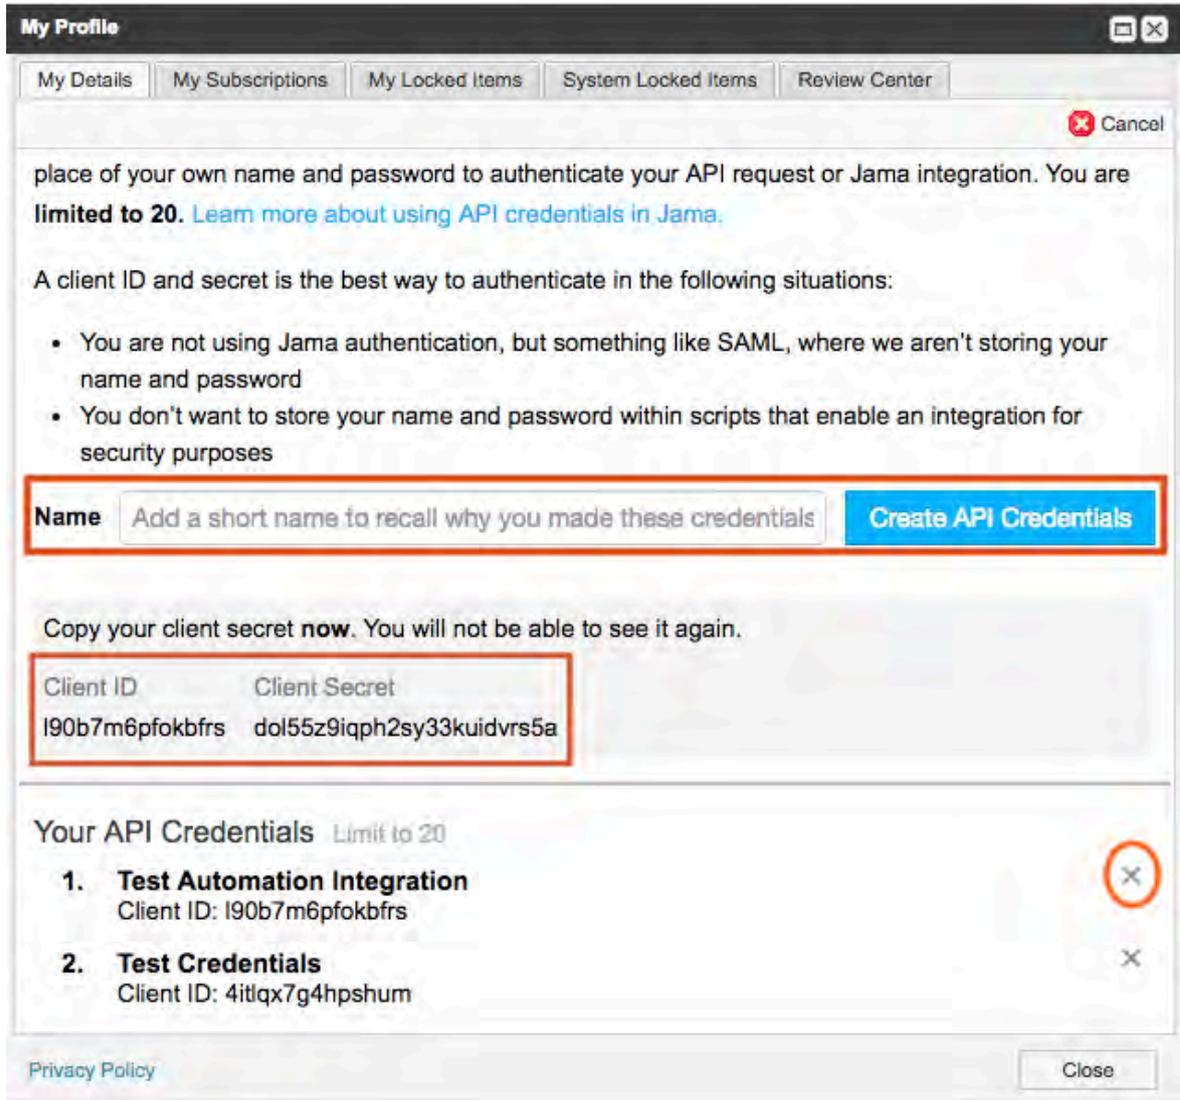 My Profile
My Details My Subscriptions My Locked Items System Locked Items Review Center
Cancel
place of your own name and password to authenticate your API request or Jama integration. You are
limited to 20. Learn more about using API credentials in Jama.
A client ID and secret is the best way to authenticate in the following situations:
• You are not using Jama authentication, but something like SAML, where we aren't storing your
name and password
• You don't want to store your name and password within scripts that enable an integration for
security purposes
Name Add a short name to recall why you made these credentials Create API Credentials
Copy your client secret now. You will not be able to see it again.
Client ID Client Secret
l90b7m6pfokbfrs dol55z9iqph2sy33kuidvrs5a
Your API Credentials Limit to 20
1. Test Automation Integration
Client ID: l90b7m6pfokbfrs
2. Test Credentials
Client ID: 4itlqx7g4hpshum
Privacy Policy Close